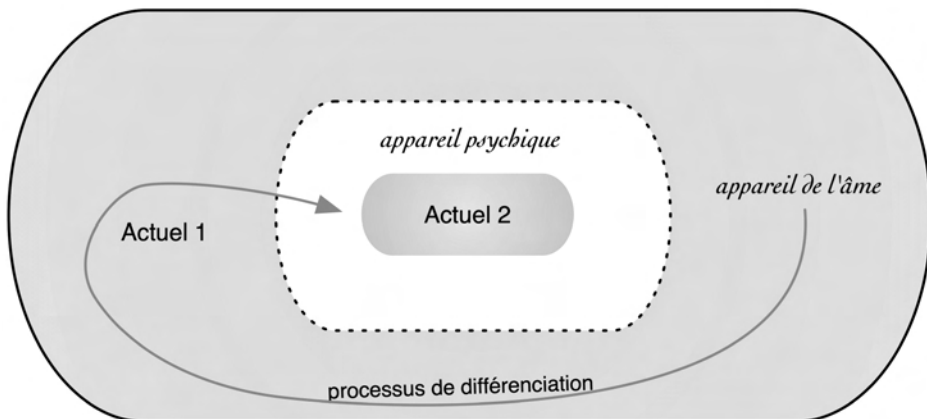 appareil psychique
appareil de l'âme
Actuel 2
Actuel 1
processus de différenciation